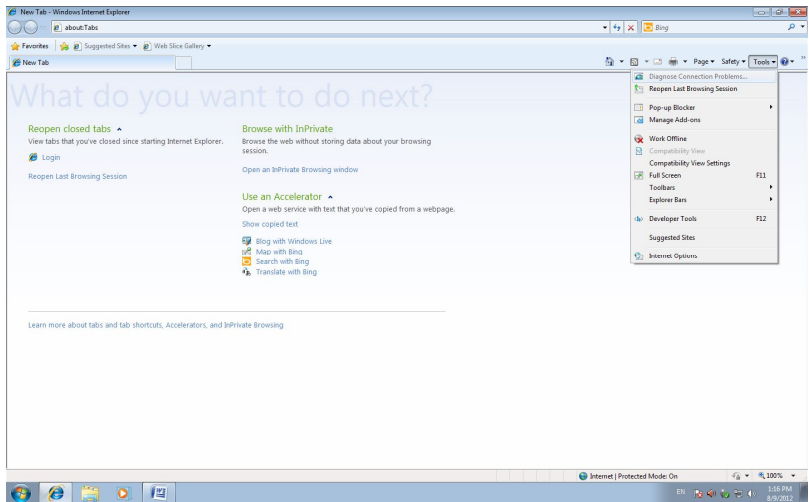 New Tab - Windows Internet Explorer
about:Tabs
Bing
Favorites Suggested Sites Web Slice Gallery
New Tab
Page Safety Tools
What do you want to do next?
Reopen closed tabs
View tabs that you've closed since starting Internet Explorer.
Login
Reopen Last Browsing Session
Browse with InPrivate
Browse the web without storing data about your browsing
session.
Open an InPrivate Browsing window
Use an Accelerator
Open a web service with text that you've copied from a webpage.
Show copied text
Blog with Windows Live
Map with Bing
Search with Bing
Translate with Bing
Learn more about tabs and tab shortcuts, Accelerators, and InPrivate Browsing
Diagnose Connection Problems...
Reopen Last Browsing Session
Pop-up Blocker
Manage Add-ons
Work Offline
Compatibility View
Compatibility View Settings
Full Screen F11
Toolbars
Explorer Bars
Developer Tools F12
Suggested Sites
Internet Options
Internet | Protected Mode: On 100%
EN 1:16 PM
8/9/2012